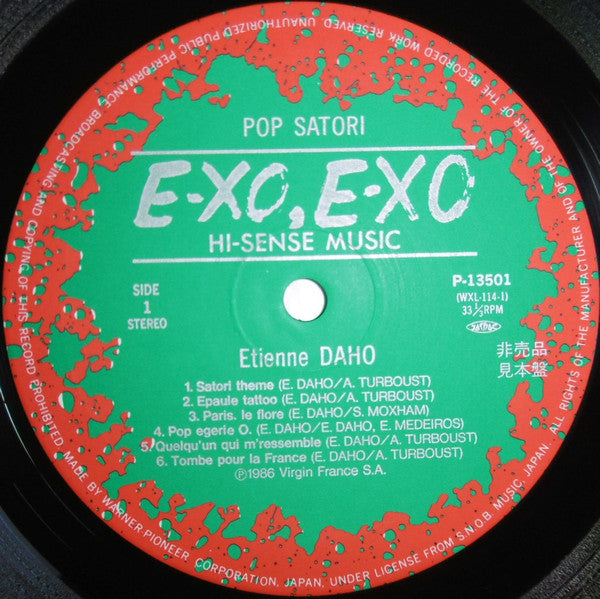 ALL RIGHTS OF THE MANUFACTURER AND OF THE OWNER OF THE RECORDED WORK RESERVED UNAUTHORIZED PUBLIC PERFORMANCE BROADCASTING AND COPYING OF THIS RECORD PROHIBITED. MADE BY WARNER-PIONEER CORPORATION, JAPAN. UNDER LICENSE FROM S.N.O.B. MUSIC, JAPAN.
POP SATORI
E-XO, E-XO
HI-SENSE MUSIC
SIDE
1
STEREO
P-13501
(WXL-114-1)
33 1/3 RPM
非売品
見本盤
Etienne DAHO
1. Satori theme (E. DAHO/A. TURBOUST)
2. Epaule tattoo (E. DAHO/A. TURBOUST)
3. Paris. le flore (E. DAHO/S. MOXHAM)
4. Pop egerie O. (E. DAHO/E. DAHO, E. MEDEIROS)
5. Quelqu'un qui m'ressemble (E. DAHO/A. TURBOUST)
6. Tombe pour la France (E. DAHO/A. TURBOUST)
Ⓟ1986 Virgin France S.A.